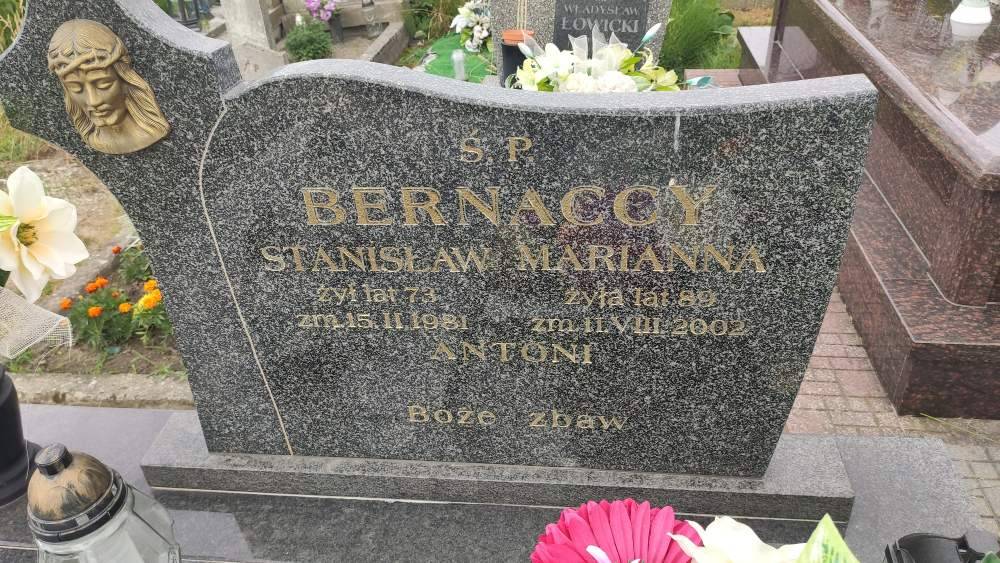 WŁADYSŁAW
ŁOWICKI
Ś. P.
BERNACCY
STANISŁAW MARIANNA
żył lat 73 żyła lat 89
zm. 15. II. 1981 zm. 11. VIII. 2002
ANTONI
Boże zbaw